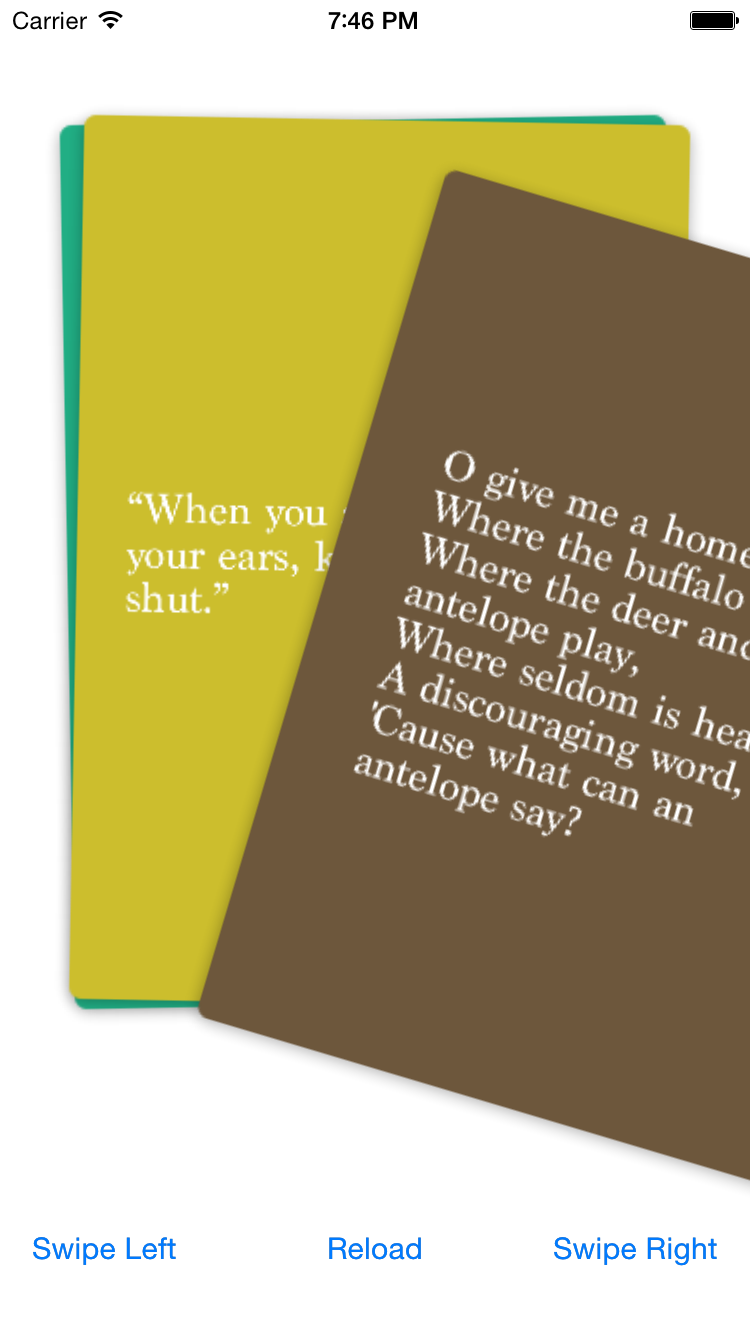 Carrier 7:46 PM
“When you
your ears, k
shut.”
O give me a home
Where the buffalo
Where the deer and
antelope play,
Where seldom is hea
A discouraging word,
'Cause what can an
antelope say?
Swipe Left Reload Swipe Right